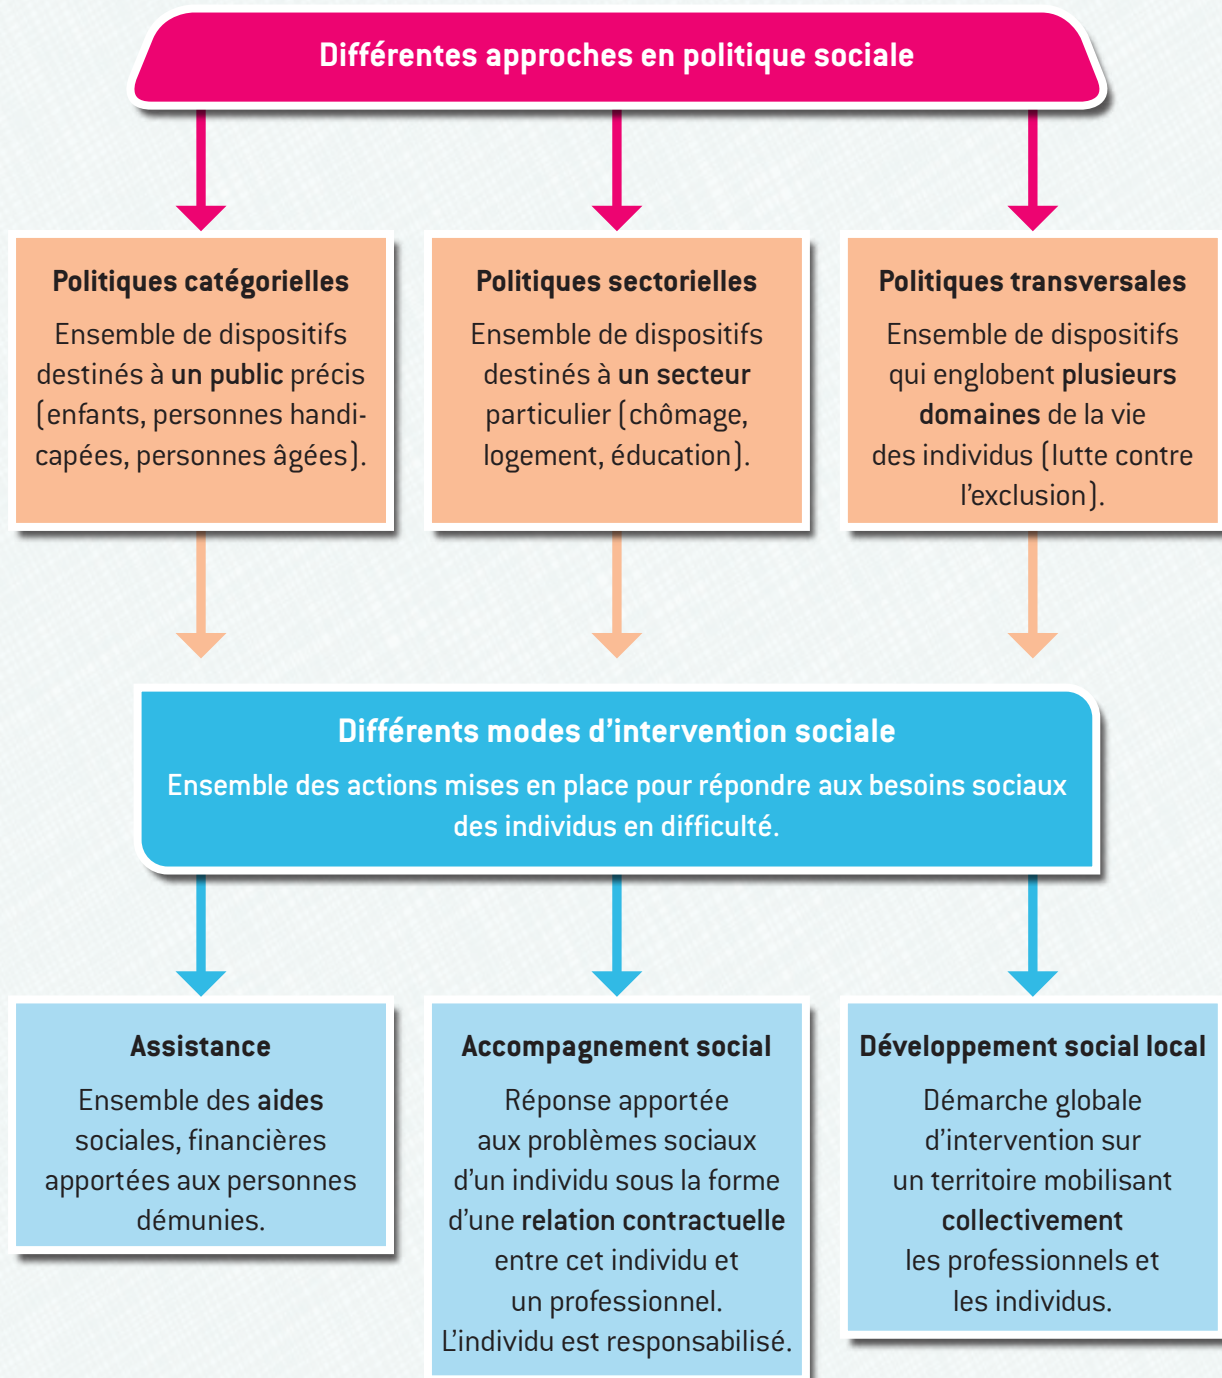 Différentes approches en politique sociale
Politiques catégorielles
Ensemble de dispositifs
destinés à un public précis
(enfants, personnes handi-
capées, personnes âgées).
Politiques sectorielles
Ensemble de dispositifs
destinés à un secteur
particulier (chômage,
logement, éducation).
Politiques transversales
Ensemble de dispositifs
qui englobent plusieurs
domaines de la vie
des individus (lutte contre
l’exclusion).
Différents modes d’intervention sociale
Ensemble des actions mises en place pour répondre aux besoins sociaux
des individus en difficulté.
Assistance
Ensemble des aides
sociales, financières
apportées aux personnes
démunies.
Accompagnement social
Réponse apportée
aux problèmes sociaux
d’un individu sous la forme
d’une relation contractuelle
entre cet individu et
un professionnel.
L’individu est responsabilisé.
Développement social local
Démarche globale
d’intervention sur
un territoire mobilisant
collectivement
les professionnels et
les individus.